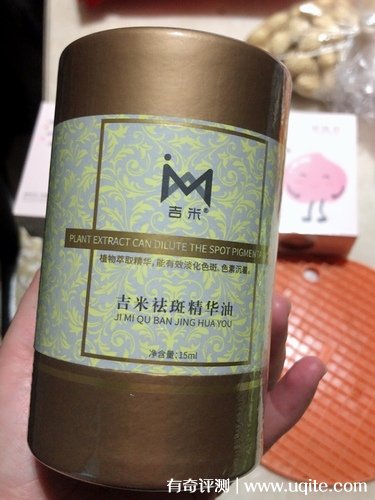 吉米®
PLANT EXTRACT CAN DILUTE THE SPOT PIGMENTA
植物萃取精华,能有效淡化色斑、色素沉着。
吉米祛斑精华油
JI MI QU BAN JING HUA YOU
净含量:15ml
有奇评测 / www.uqite.com